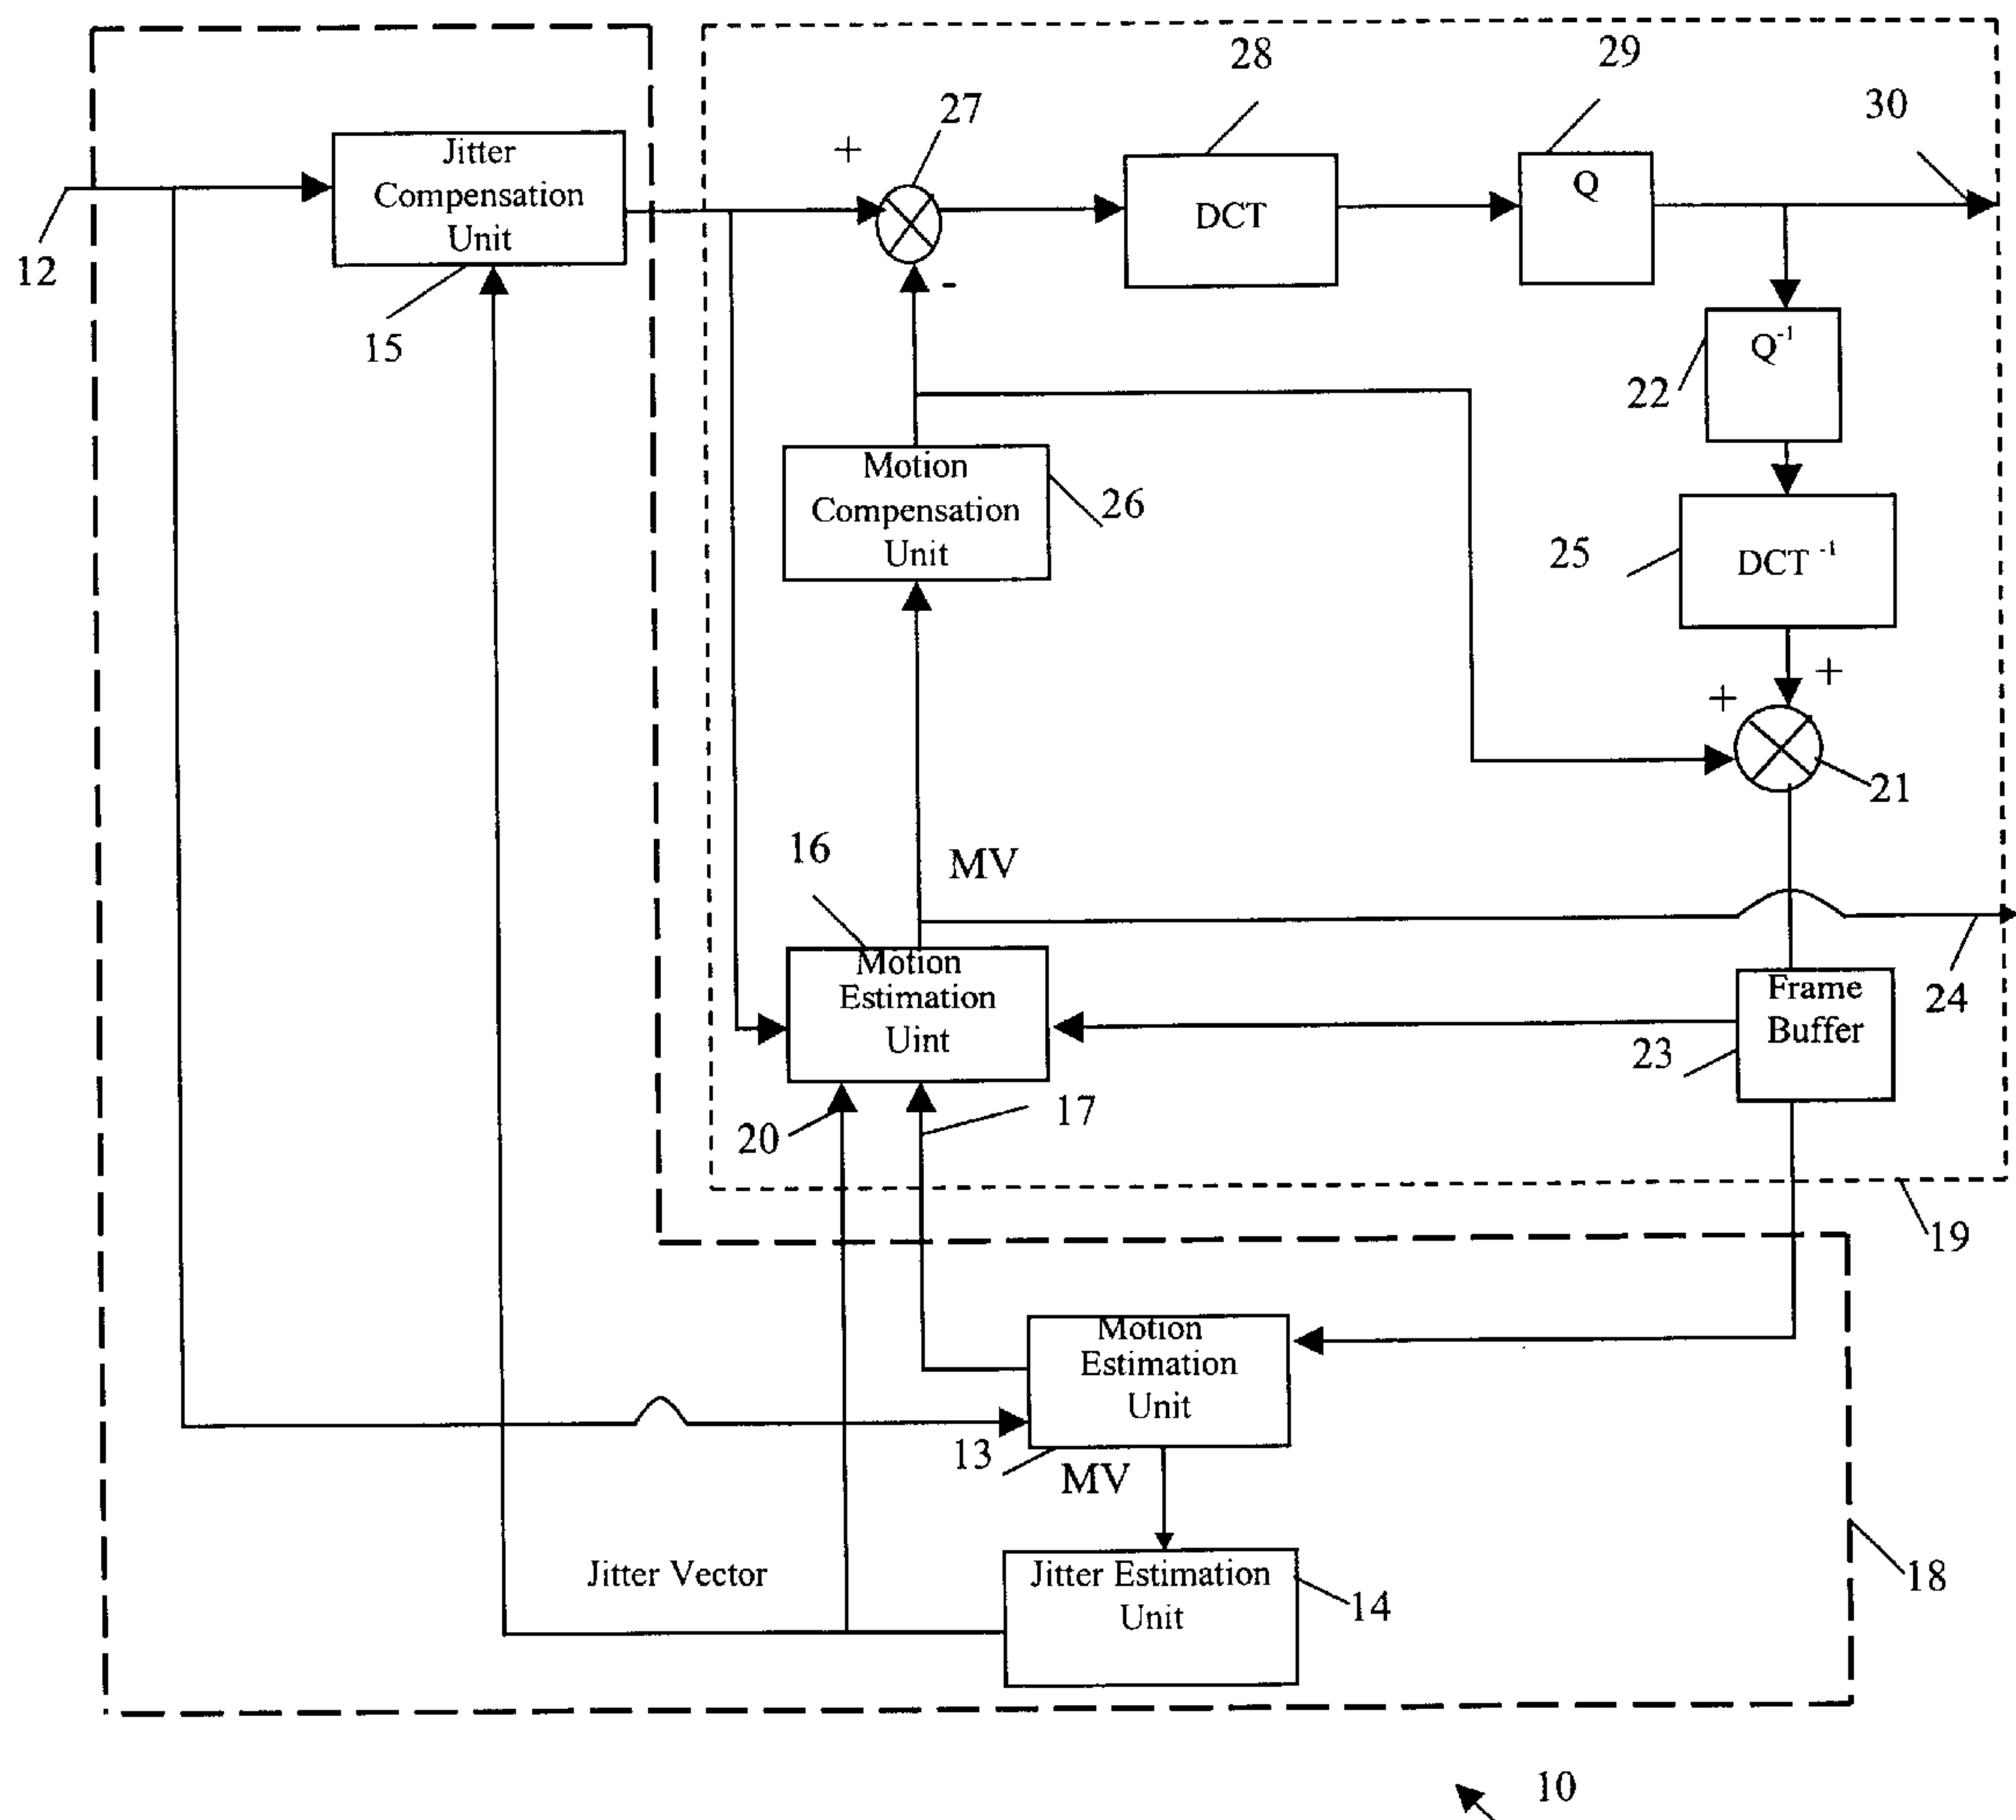 28
29
30
27
+
Jitter
Compensation
Unit
12
15
DCT
Q
-
Q-1
22
Motion
Compensation
Unit
26
25
DCT -1
+
+
21
16
MV
Motion
Estimation
Uint
24
Frame
Buffer
23
20
17
19
Motion
Estimation
Unit
13
MV
Jitter Vector
Jitter Estimation
Unit
14
18
10